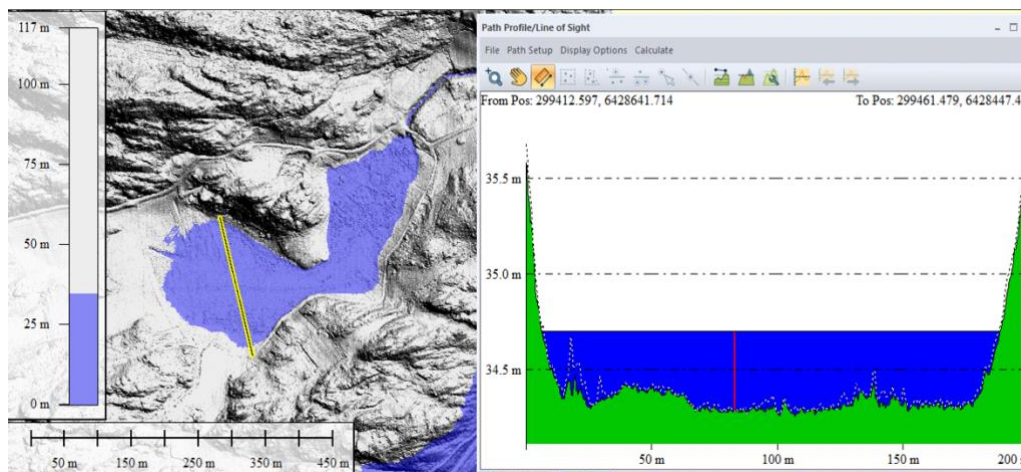 117 m
100 m
75 m
50 m
25 m
0 m
50 m 150 m 250 m 350 m 450 m
Path Profile/Line of Sight
File Path Setup Display Options Calculate
From Pos: 299412.597, 6428641.714 To Pos: 299461.479, 6428447.4
35.5 m
35.0 m
34.5 m
50 m 100 m 150 m 200